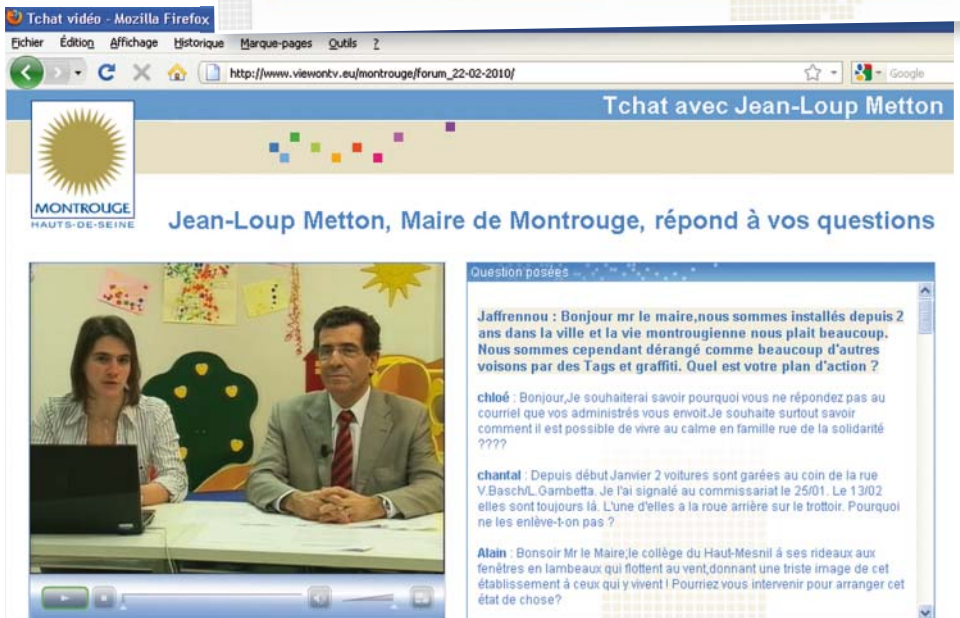 Tchat vidéo - Mozilla Firefox
Fichier Édition Affichage Historique Marque-pages Outils ?
http://www.viewontv.eu/montrouge/forum_22-02-2010/
Google
Tchat avec Jean-Loup Metton
MONTROUGE
HAUTS-DE-SEINE
Jean-Loup Metton, Maire de Montrouge, répond à vos questions
Question posées
Jaffrennou : Bonjour mr le maire,nous sommes installés depuis 2
ans dans la ville et la vie montrougienne nous plait beaucoup.
Nous sommes cependant dérangé comme beaucoup d'autres
voisons par des Tags et graffiti. Quel est votre plan d'action ?
chloé : Bonjour,Je souhaiterai savoir pourquoi vous ne répondez pas au
courriel que vos administrés vous envoit.Je souhaite surtout savoir
comment il est possible de vivre au calme en famille rue de la solidarité
????
chantal : Depuis début Janvier 2 voitures sont garées au coin de la rue
V.Basch/L.Gambetta. Je l'ai signalé au commissariat le 25/01. Le 13/02
elles sont toujours là. L'une d'elles a la roue arrière sur le trottoir. Pourquoi
ne les enlève-t-on pas ?
Alain : Bonsoir Mr le Maire;le collège du Haut-Mesnil á ses rideaux aux
fenêtres en lambeaux qui flottent au vent,donnant une triste image de cet
établissement à ceux qui y vivent ! Pourriez vous intervenir pour arranger cet
état de chose?